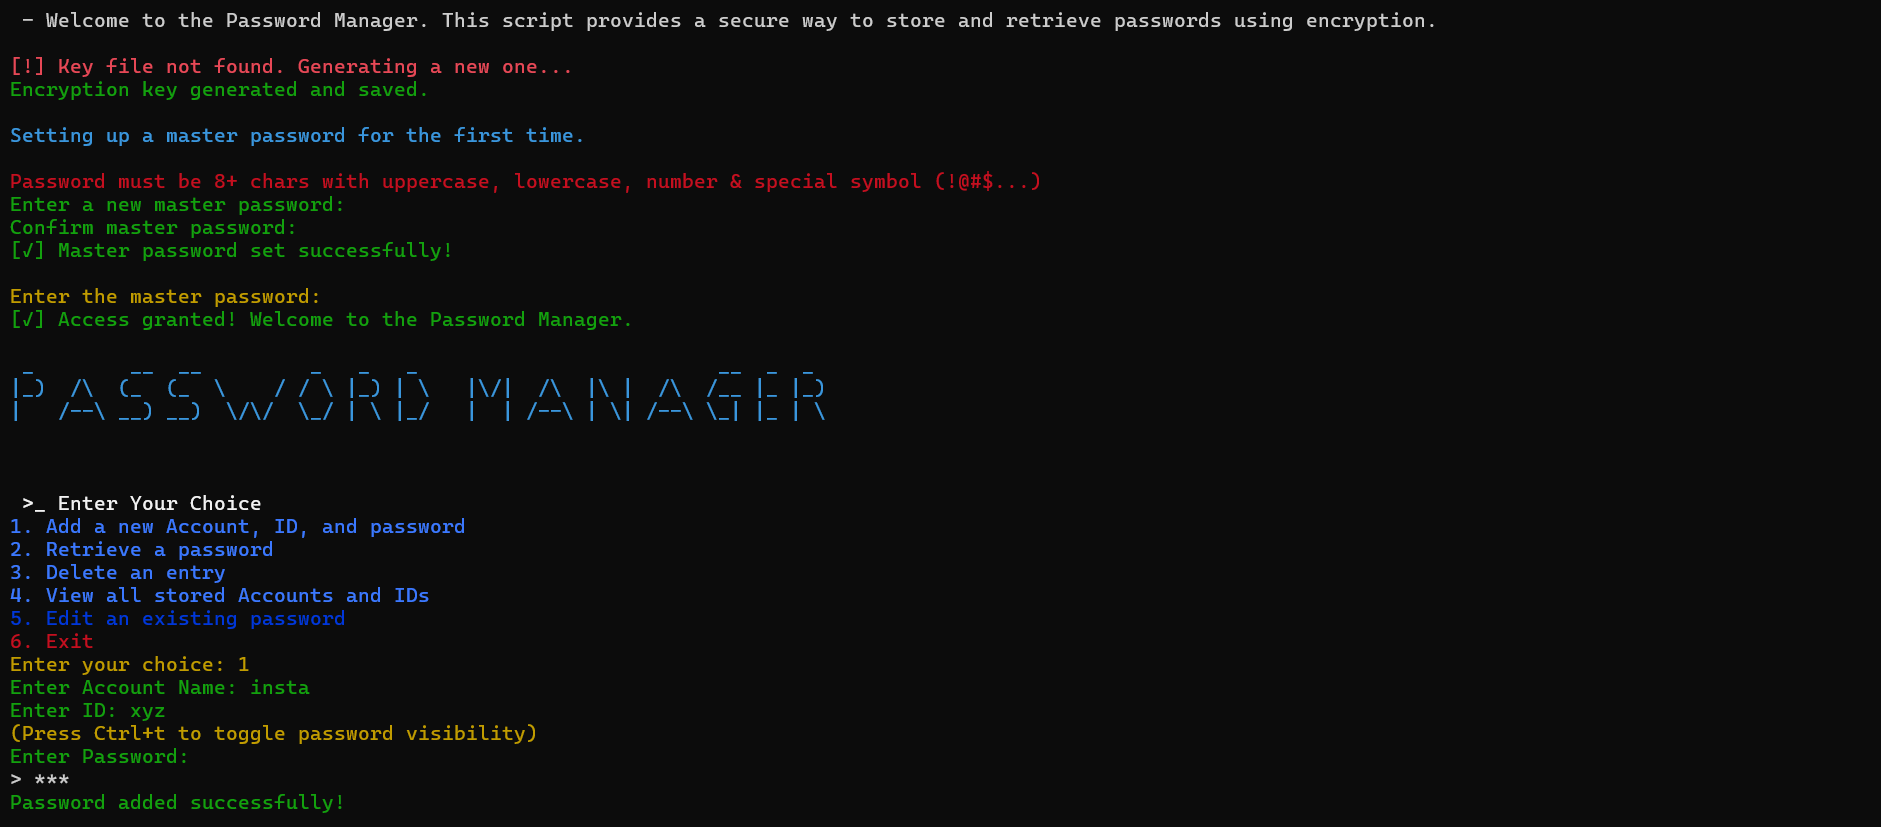 - Welcome to the Password Manager. This script provides a secure way to store and retrieve passwords using encryption.
[!] Key file not found. Generating a new one...
Encryption key generated and saved.
Setting up a master password for the first time.
Password must be 8+ chars with uppercase, lowercase, number & special symbol (!@#$...)
Enter a new master password:
Confirm master password:
[√] Master password set successfully!
Enter the master password:
[√] Access granted! Welcome to the Password Manager.
PASSWORD MANAGER
>_ Enter Your Choice
1. Add a new Account, ID, and password
2. Retrieve a password
3. Delete an entry
4. View all stored Accounts and IDs
5. Edit an existing password
6. Exit
Enter your choice: 1
Enter Account Name: insta
Enter ID: xyz
(Press Ctrl+t to toggle password visibility)
Enter Password:
> ***
Password added successfully!